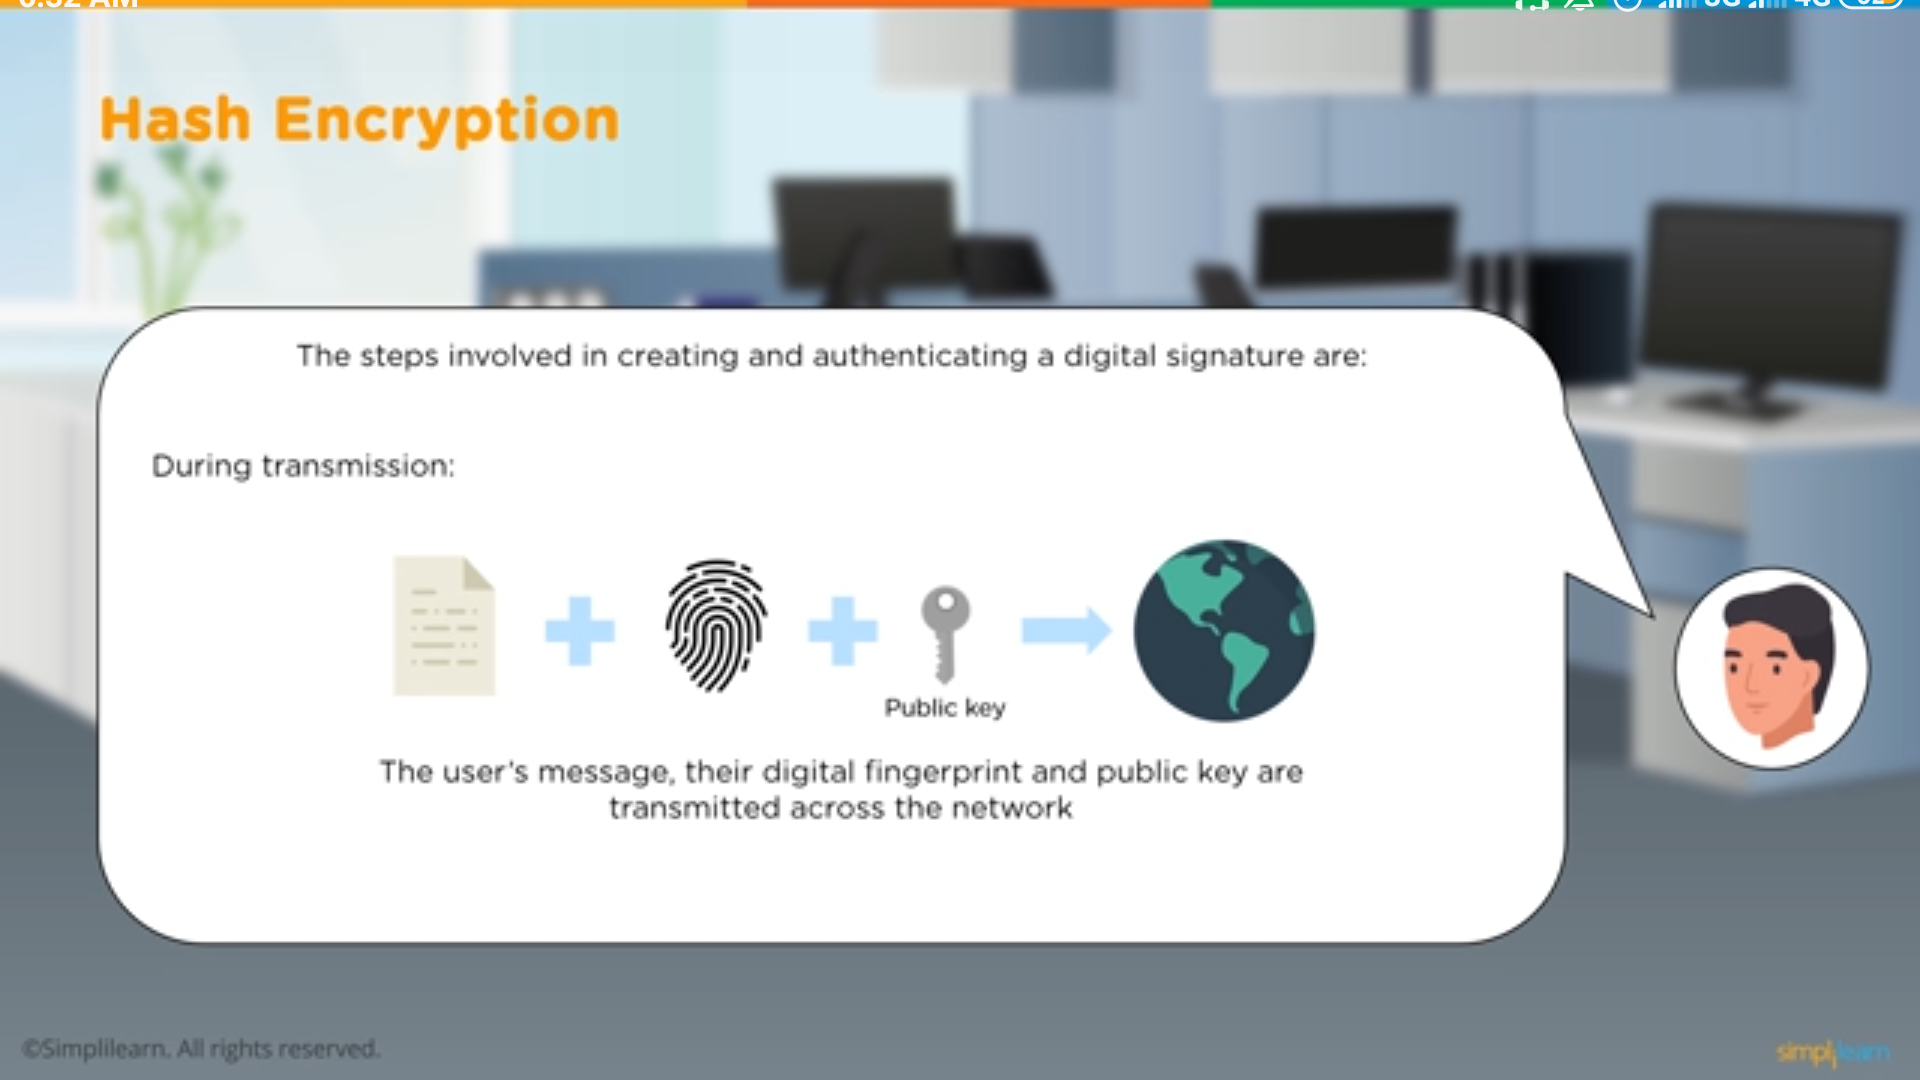 Hash Encryption
The steps involved in creating and authenticating a digital signature are:
During transmission:
Public key
The user's message, their digital fingerprint and public key are
transmitted across the network
©Simplilearn. All rights reserved.
simplilearn